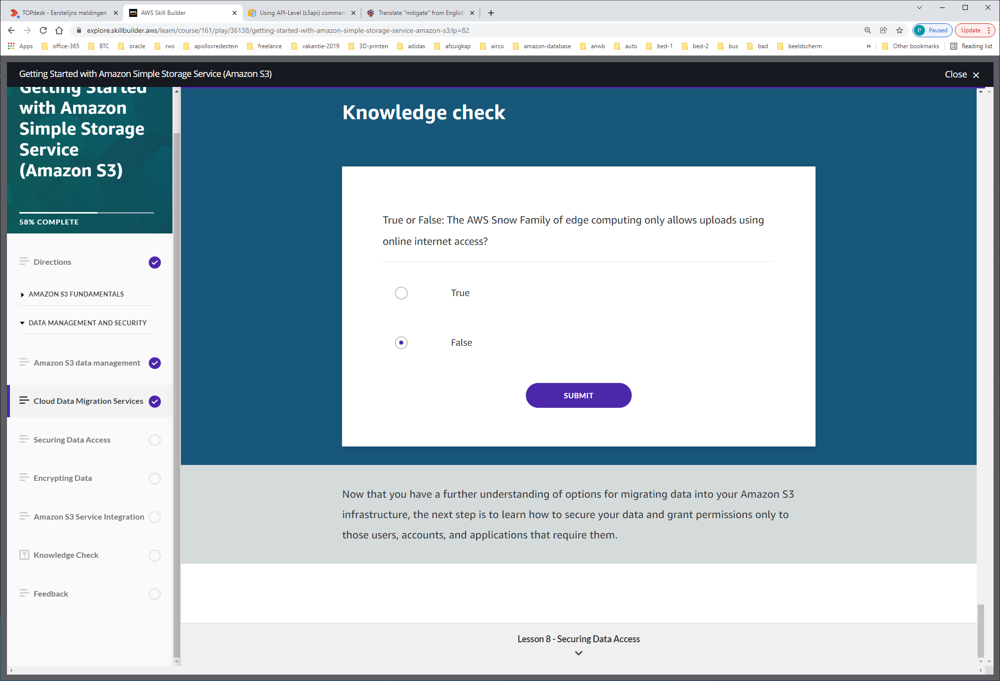 TOPdesk - Eerstelijns meldingen
AWS Skill Builder
Using API-Level (s3api) comman
Translate "mitigate" from English
explore.skillbuilder.aws/learn/course/161/play/36138/getting-started-with-amazon-simple-storage-service-amazon-s3;lp=82
P Paused
Update
Apps office-365 BTC oracle rws apollovredestein freelance vakantie-2019 3D-printen adidas afzuigkap airco amazon-database anwb auto bed-1 bed-2 bus bad beeldscherm » Other bookmarks Reading list
Getting Started with Amazon Simple Storage Service (Amazon S3)
Close
Getting Started
with Amazon
Simple Storage
Service
(Amazon S3)
58% COMPLETE
Directions
AMAZON S3 FUNDAMENTALS
DATA MANAGEMENT AND SECURITY
Amazon S3 data management
Cloud Data Migration Services
Securing Data Access
Encrypting Data
Amazon S3 Service Integration
Knowledge Check
Feedback
Knowledge check
True or False: The AWS Snow Family of edge computing only allows uploads using
online internet access?
True
False
SUBMIT
Now that you have a further understanding of options for migrating data into your Amazon S3
infrastructure, the next step is to learn how to secure your data and grant permissions only to
those users, accounts, and applications that require them.
Lesson 8 - Securing Data Access